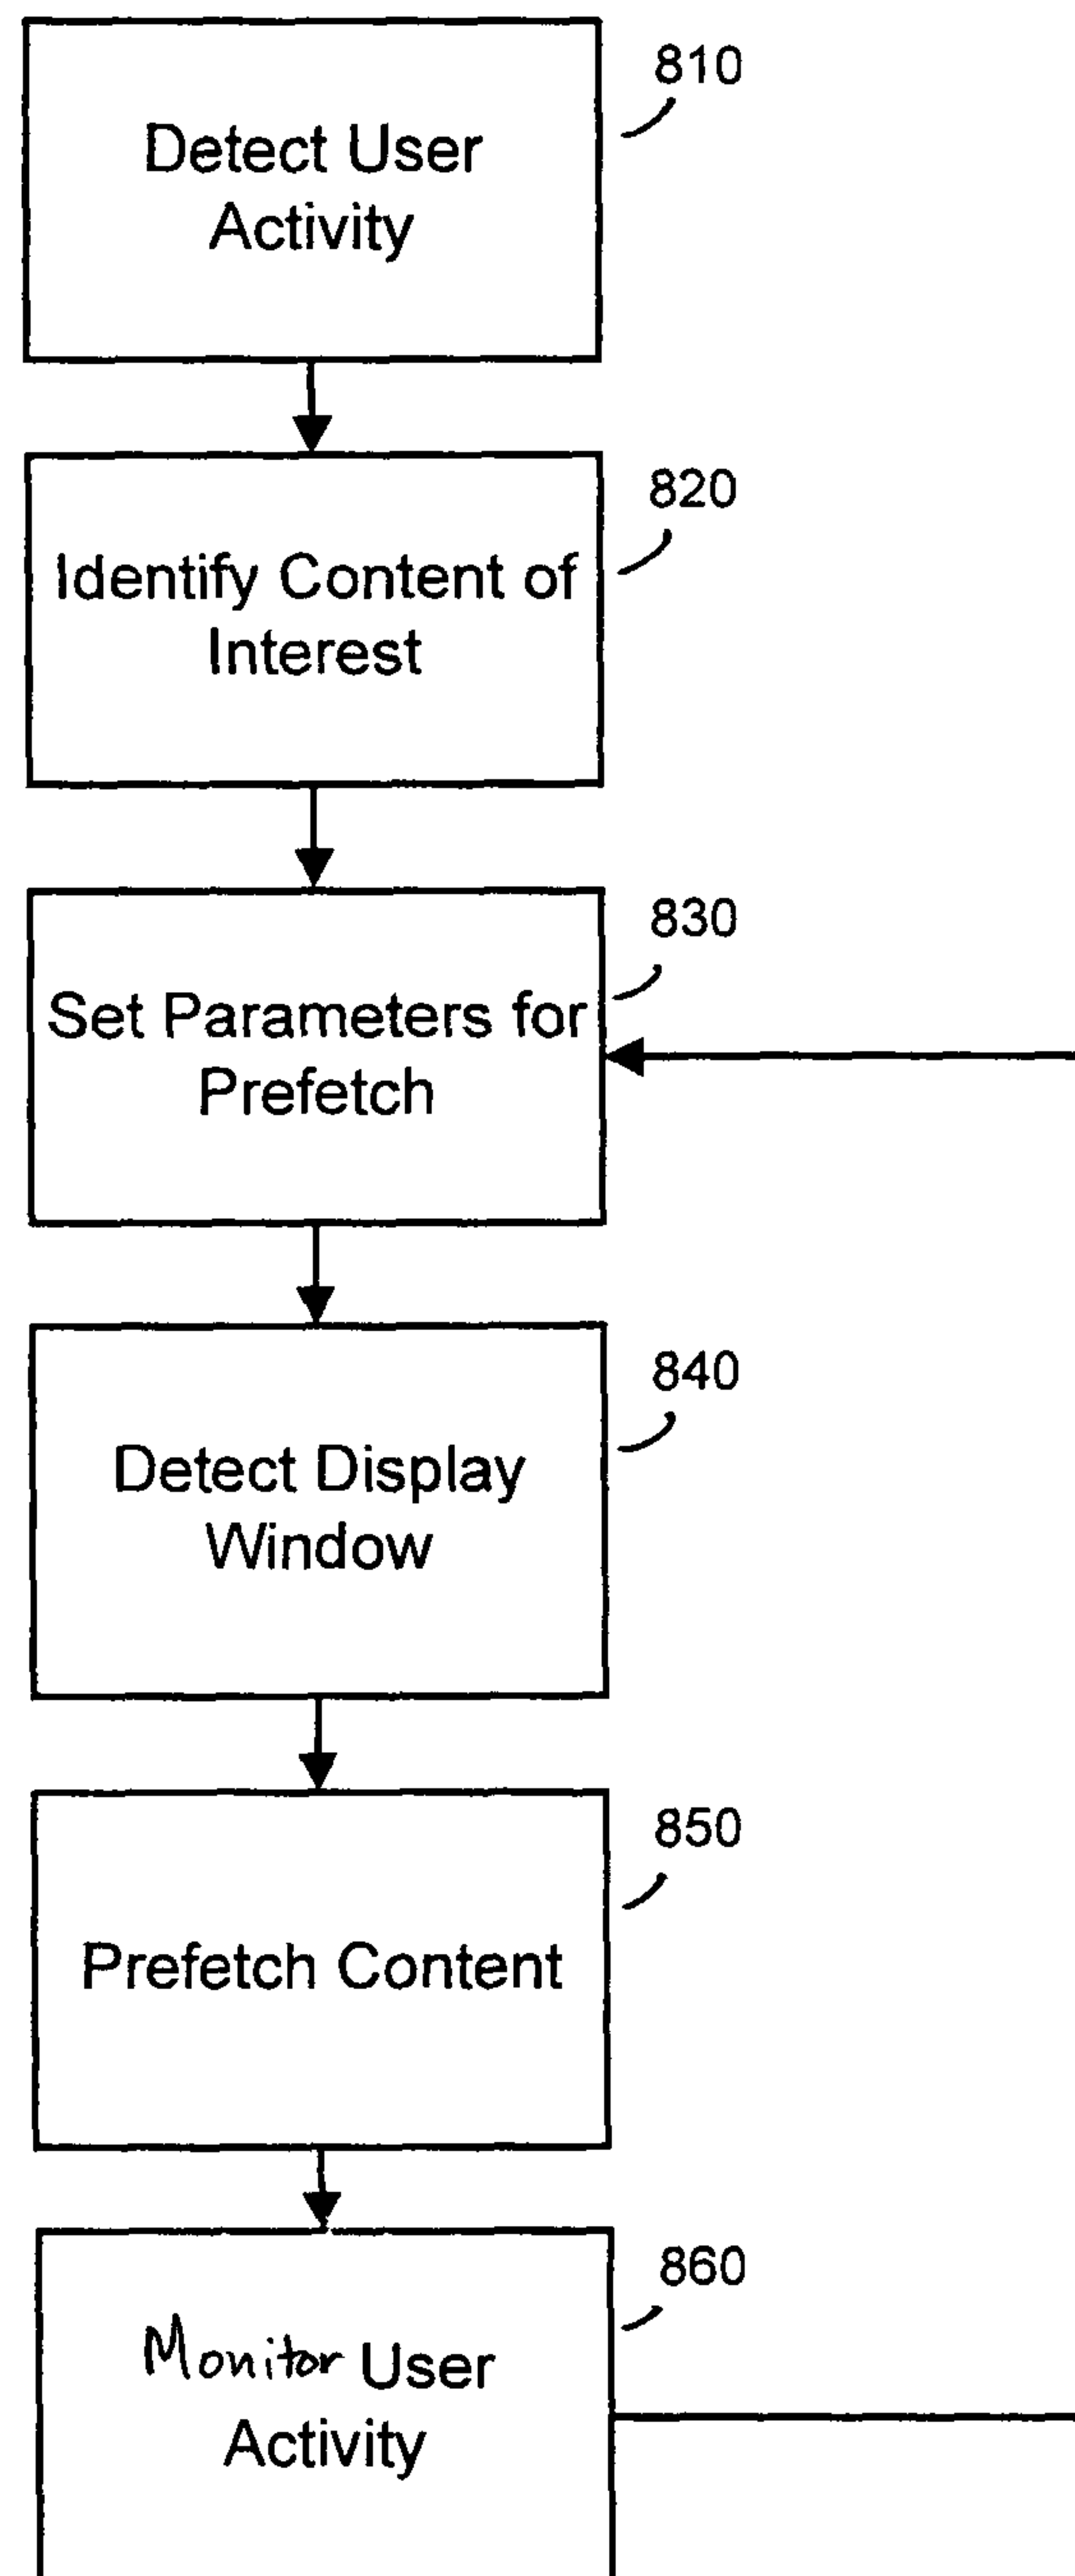 810
Detect User
Activity
820
Identify Content of
Interest
830
Set Parameters for
Prefetch
840
Detect Display
Window
850
Prefetch Content
860
Monitor User
Activity